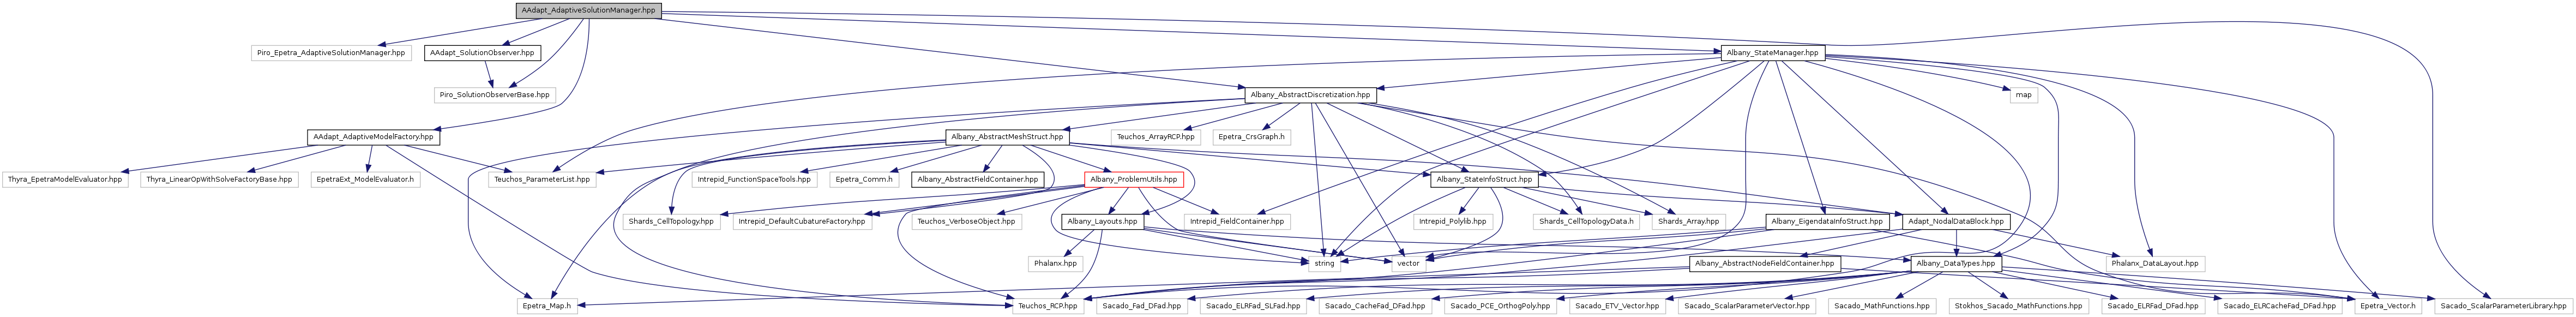 AAdapt_AdaptiveSolutionManager.hpp
Piro_Epetra_AdaptiveSolutionManager.hpp
AAdapt_SolutionObserver.hpp
Albany_StateManager.hpp
Piro_SolutionObserverBase.hpp
Albany_AbstractDiscretization.hpp
map
AAdapt_AdaptiveModelFactory.hpp
Albany_AbstractMeshStruct.hpp
Teuchos_ArrayRCP.hpp
Epetra_CrsGraph.h
Thyra_EpetraModelEvaluator.hpp
Thyra_LinearOpWithSolveFactoryBase.hpp
EpetraExt_ModelEvaluator.h
Teuchos_ParameterList.hpp
Intrepid_FunctionSpaceTools.hpp
Epetra_Comm.h
Albany_AbstractFieldContainer.hpp
Albany_ProblemUtils.hpp
Albany_StateInfoStruct.hpp
Shards_CellTopology.hpp
Intrepid_DefaultCubatureFactory.hpp
Teuchos_VerboseObject.hpp
Albany_Layouts.hpp
Intrepid_FieldContainer.hpp
Intrepid_Polylib.hpp
Shards_CellTopologyData.h
Shards_Array.hpp
Albany_EigendataInfoStruct.hpp
Adapt_NodalDataBlock.hpp
Phalanx.hpp
string
vector
Albany_AbstractNodeFieldContainer.hpp
Albany_DataTypes.hpp
Phalanx_DataLayout.hpp
Epetra_Map.h
Teuchos_RCP.hpp
Sacado_Fad_DFad.hpp
Sacado_ELRFad_SLFad.hpp
Sacado_CacheFad_DFad.hpp
Sacado_PCE_OrthogPoly.hpp
Sacado_ETV_Vector.hpp
Sacado_ScalarParameterVector.hpp
Sacado_MathFunctions.hpp
Stokhos_Sacado_MathFunctions.hpp
Sacado_ELRFad_DFad.hpp
Sacado_ELRCacheFad_DFad.hpp
Epetra_Vector.h
Sacado_ScalarParameterLibrary.hpp